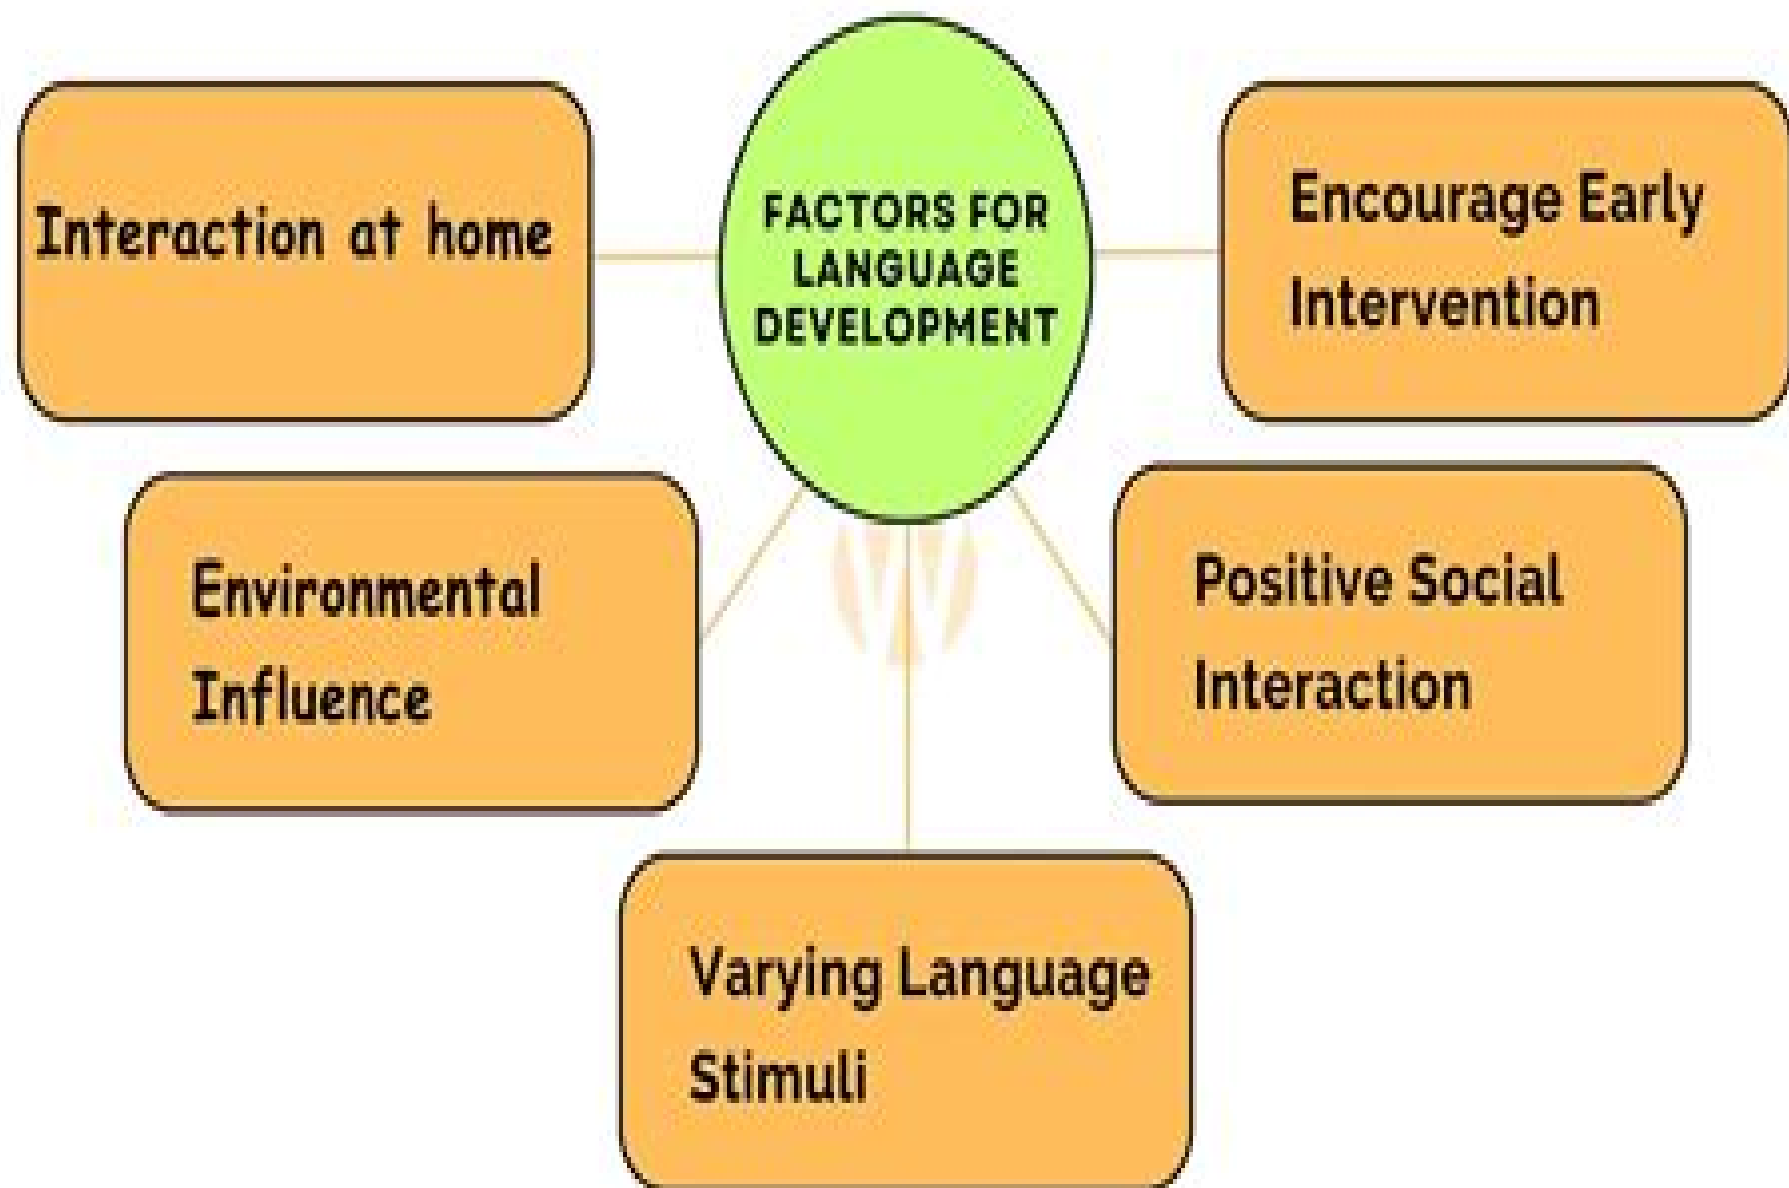 FACTORS FOR
LANGUAGE
DEVELOPMENT
Interaction at home
Encourage Early
Intervention
Environmental
Influence
Positive Social
Interaction
Varying Language
Stimuli